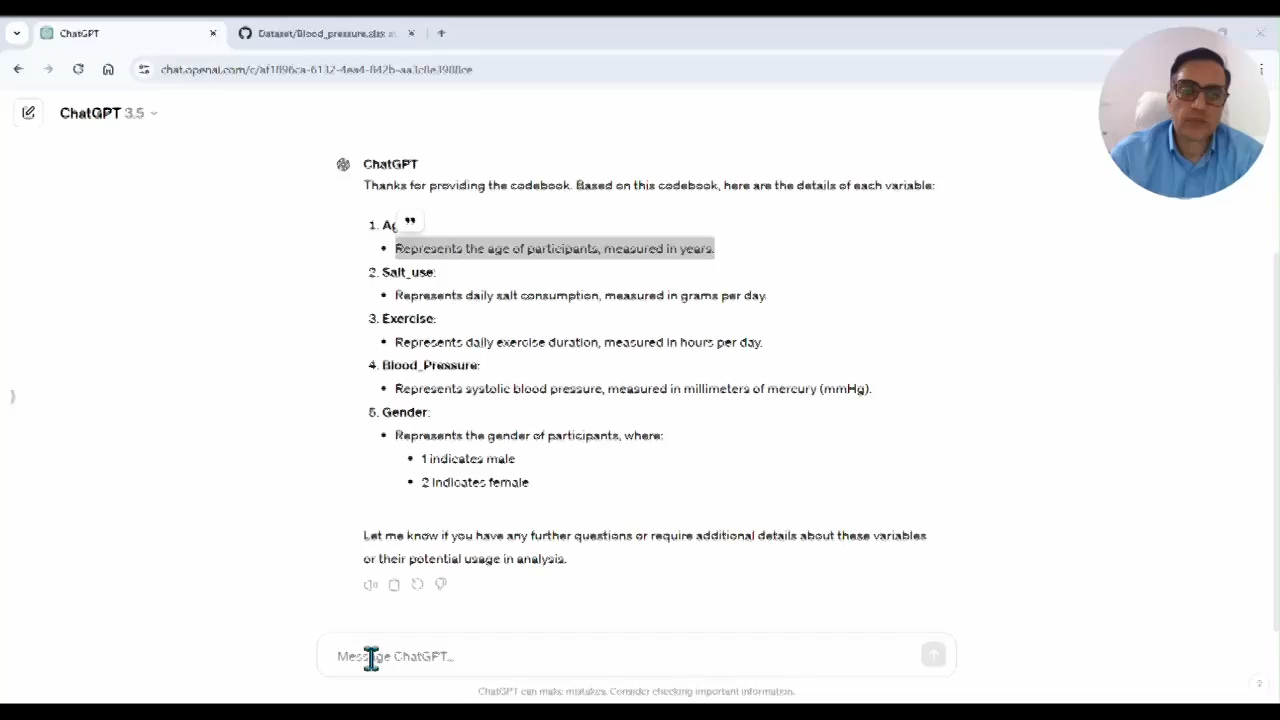 ChatGPT
Dataset/Blood_pressure.xlsx at
chat.openai.com/c/af1896ca-6132-4ea4-842b-aa3c8e3988ce
ChatGPT 3.5
ChatGPT
Thanks for providing the codebook. Based on this codebook, here are the details of each variable:
1. Ag
• Represents the age of participants, measured in years.
2. Salt_use:
• Represents daily salt consumption, measured in grams per day.
3. Exercise:
• Represents daily exercise duration, measured in hours per day.
4. Blood_Pressure:
• Represents systolic blood pressure, measured in millimeters of mercury (mmHg).
5. Gender:
• Represents the gender of participants, where:
• 1 indicates male
• 2 indicates female
Let me know if you have any further questions or require additional details about these variables
or their potential usage in analysis.
Message ChatGPT...
ChatGPT can make mistakes. Consider checking important information.